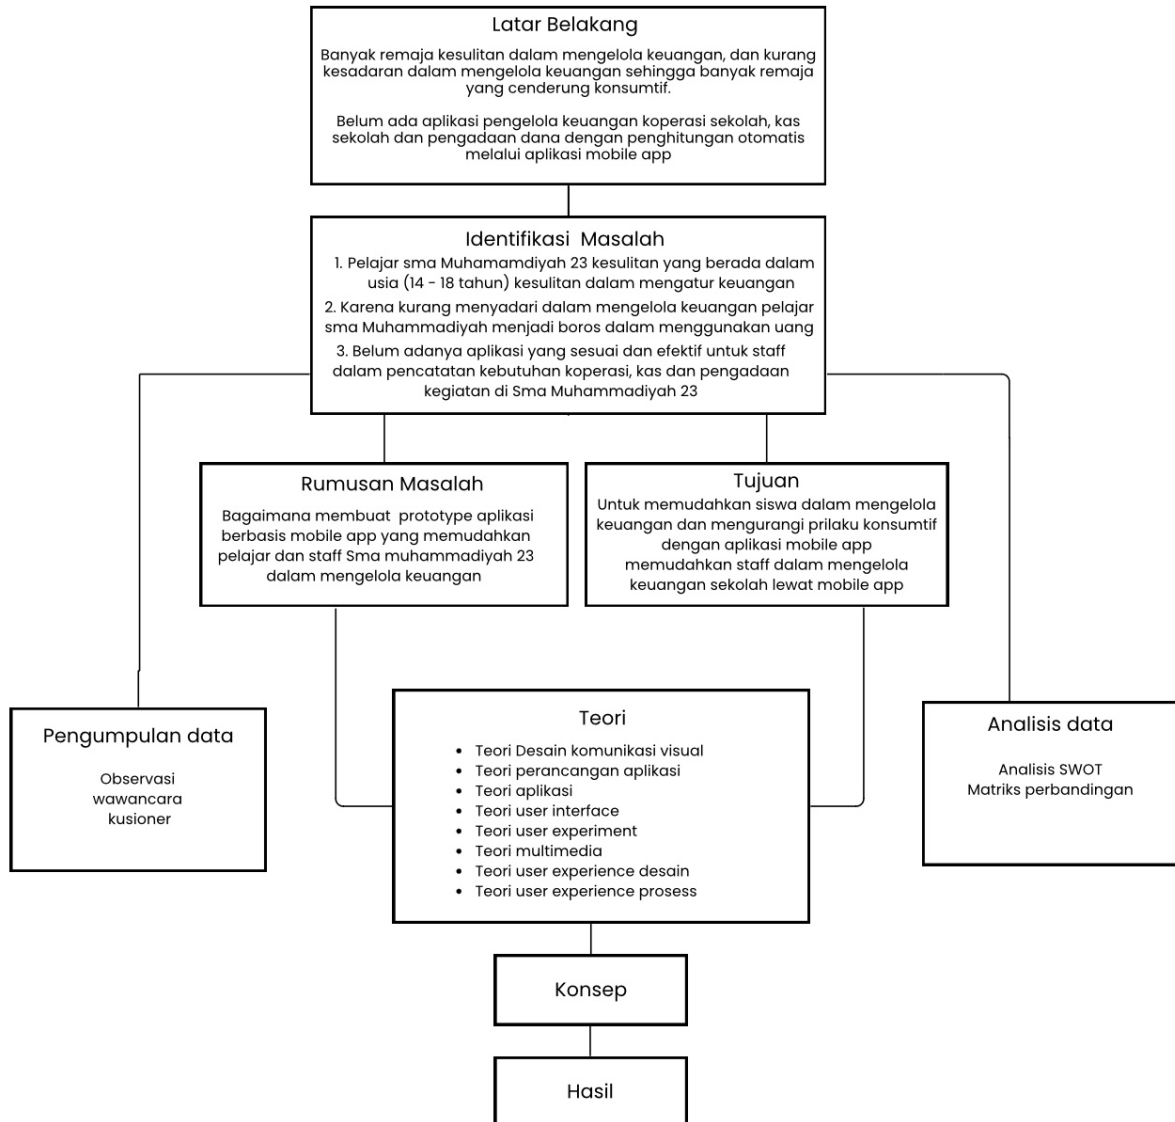 Latar Belakang
Banyak remaja kesulitan dalam mengelola keuangan, dan kurang
kesadaran dalam mengelola keuangan sehingga banyak remaja
yang cenderung konsumtif.
Belum ada aplikasi pengelola keuangan koperasi sekolah, kas
sekolah dan pengadaan dana dengan penghitungan otomatis
melalui aplikasi mobile app
Identifikasi Masalah
1. Pelajar sma Muhamamdiyah 23 kesulitan yang berada dalam
usia (14 - 18 tahun) kesulitan dalam mengatur keuangan
2. Karena kurang menyadari dalam mengelola keuangan pelajar
sma Muhammadiyah menjadi boros dalam menggunakan uang
3. Belum adanya aplikasi yang sesuai dan efektif untuk staff
dalam pencatatan kebutuhan koperasi, kas dan pengadaan
kegiatan di Sma Muhammadiyah 23
Rumusan Masalah
Bagaimana membuat prototype aplikasi
berbasis mobile app yang memudahkan
pelajar dan staff Sma muhammadiyah 23
dalam mengelola keuangan
Tujuan
Untuk memudahkan siswa dalam mengelola
keuangan dan mengurangi prilaku konsumtif
dengan aplikasi mobile app
memudahkan staff dalam mengelola
keuangan sekolah lewat mobile app
Pengumpulan data
Observasi
wawancara
kusioner
Teori
• Teori Desain komunikasi visual
• Teori perancangan aplikasi
• Teori aplikasi
• Teori user interface
• Teori user experiment
• Teori multimedia
• Teori user experience desain
• Teori user experience prosess
Analisis data
Analisis SWOT
Matriks perbandingan
Konsep
Hasil